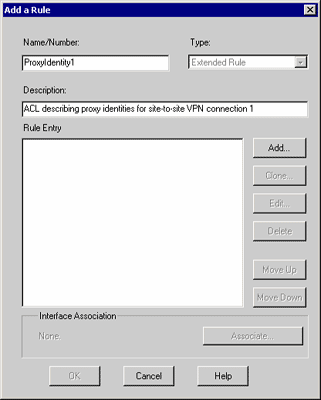 Add a Rule
Name/Number:
Type:
ProxyIdentity1
Extended Rule
Description:
ACL describing proxy identities for site-to-site VPN connection 1
Rule Entry
Add...
Clone...
Edit...
Delete
Move Up
Move Down
Interface Association
None.
Associate...
OK
Cancel
Help